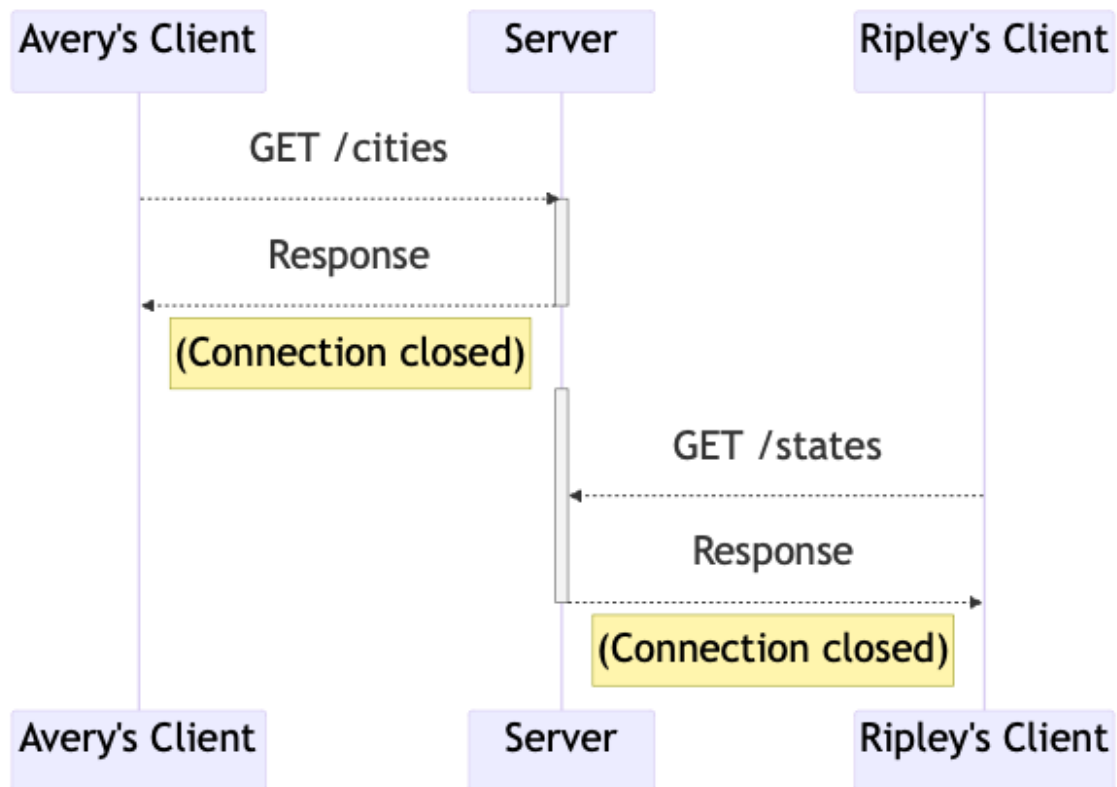 Avery's Client
Server
Ripley's Client
GET /cities
Response
(Connection closed)
GET /states
Response
(Connection closed)
Avery's Client
Server
Ripley's Client